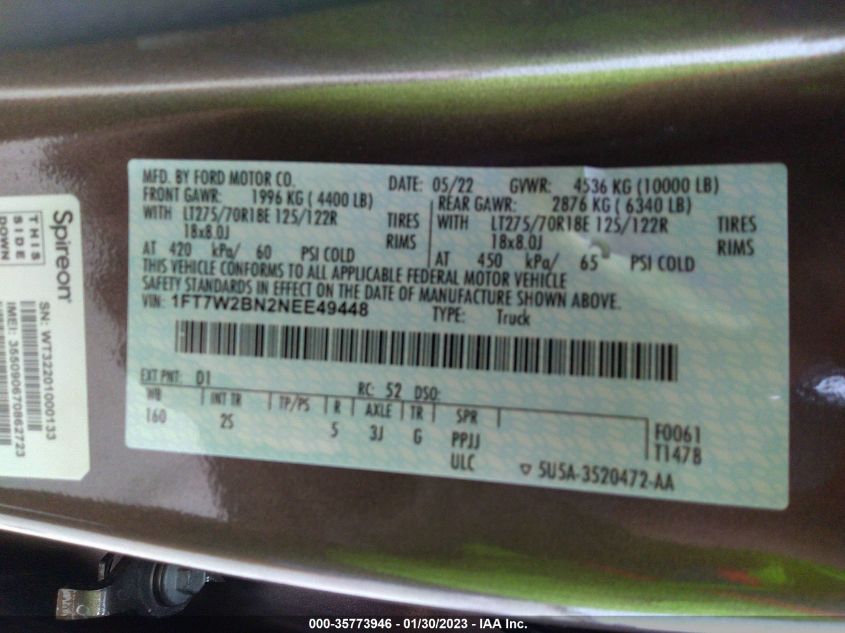 MFD. BY FORD MOTOR CO.
DATE: 05/22 GVWR: 4536 KG (10000 LB)
FRONT GAWR: 1996 KG (4400 LB)
REAR GAWR: 2876 KG (6340 LB)
WITH LT275/70R18E 125/122R TIRES
WITH LT275/70R18E 125/122R TIRES
18x8.0J RIMS
18x8.0J RIMS
AT 420 kPa/ 60 PSI COLD
AT 450 kPa/ 65 PSI COLD
THIS VEHICLE CONFORMS TO ALL APPLICABLE FEDERAL MOTOR VEHICLE
SAFETY STANDARDS IN EFFECT ON THE DATE OF MANUFACTURE SHOWN ABOVE.
VIN: 1FT7W2BN2NEE49448 TYPE: Truck
EXT PNT: D1 RC: 52 DSO:
WB INT TR TP/PS R AXLE TR SPR
160 2S 5 3J G PPJJ
ULC
F0061
T1478
5U5A-3520472-AA
Spireon
THIS
SIDE
DOWN
SN: WT32201000133
IMEI: 355090670862723
000-35773946 - 01/30/2023 - IAA Inc.